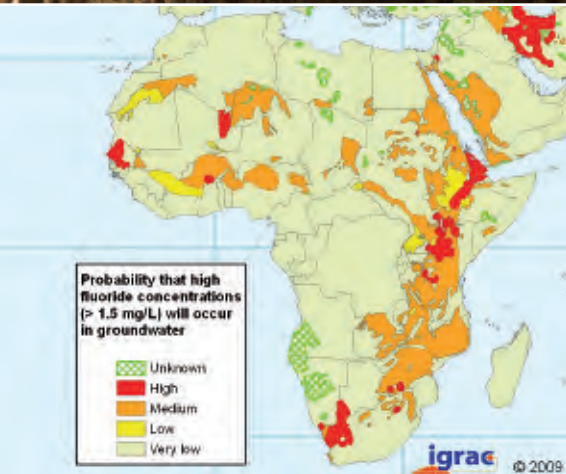 Probability that high
fluoride concentrations
(> 1.5 mg/L) will occur
in groundwater
Unknown
High
Medium
Low
Very low
igrac © 2009